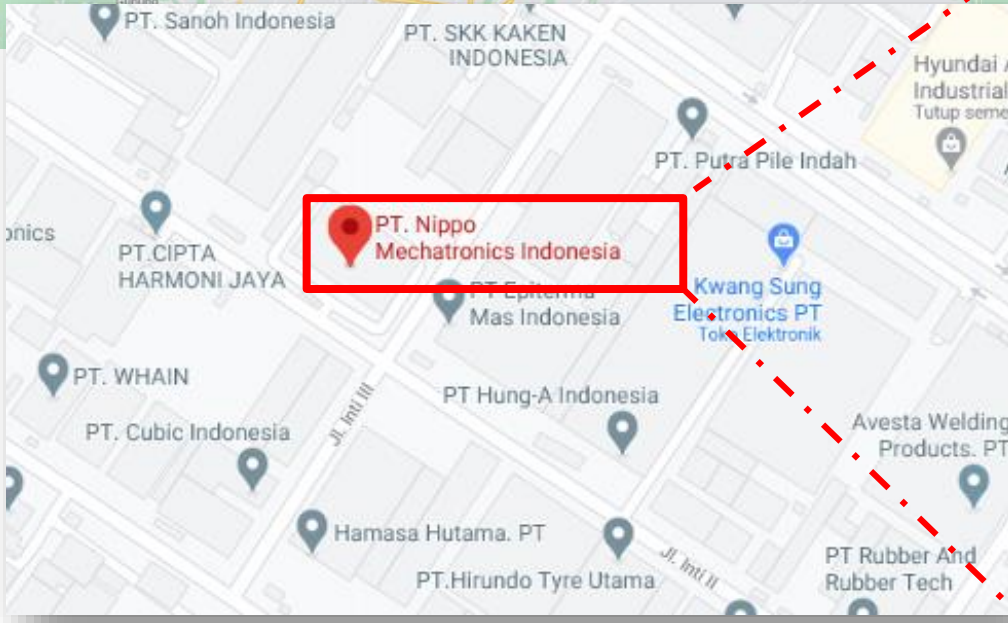 PT. Sanoh Indonesia
PT. SKK KAKEN
INDONESIA
Hyundai
Industrial
Tutup seme
PT. Putra Pile Indah
PT. Nippo
Mechatronics Indonesia
onics
PT.CIPTA
HARMONI JAYA
PT Epiterma
Mas Indonesia
Kwang Sung
Electronics PT
Toko Elektronik
PT. WHAIN
PT Hung-A Indonesia
Jl. Inti III
PT. Cubic Indonesia
Avesta Welding
Products. PT
Hamasa Hutama. PT
Jl. Inti II
PT.Hirundo Tyre Utama
PT Rubber And
Rubber Tech